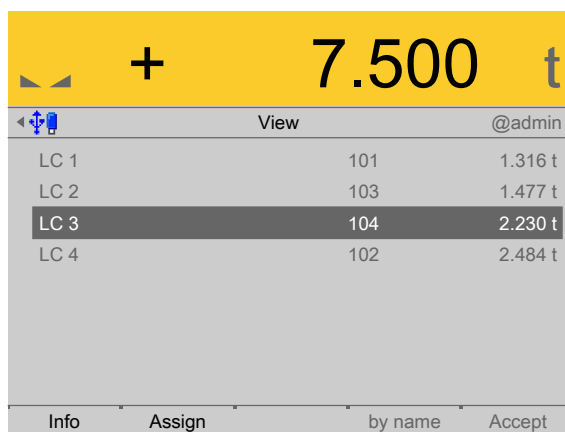 + 7.500 t
View @admin
LC 1 101 1.316 t
LC 2 103 1.477 t
LC 3 104 2.230 t
LC 4 102 2.484 t
Info Assign by name Accept